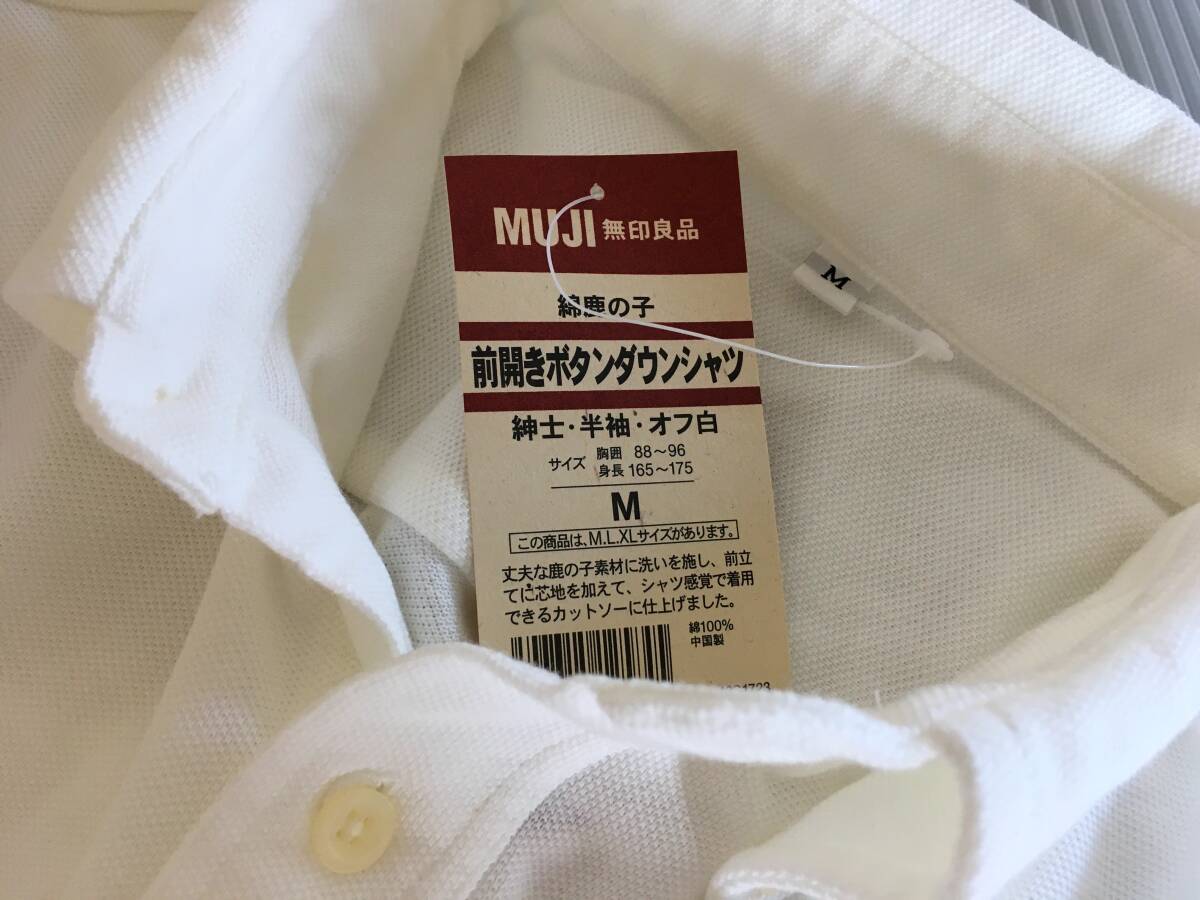 MUJI 無印良品
綿鹿の子
前開きボタンダウンシャツ
紳士・半袖・オフ白
サイズ 胸囲 88〜96
身長 165〜175
M
この商品は、M.L.XLサイズがあります。
丈夫な鹿の子素材に洗いを施し、前立
てに芯地を加えて、シャツ感覚で着用
できるカットソーに仕上げました。
綿100%
中国製
M